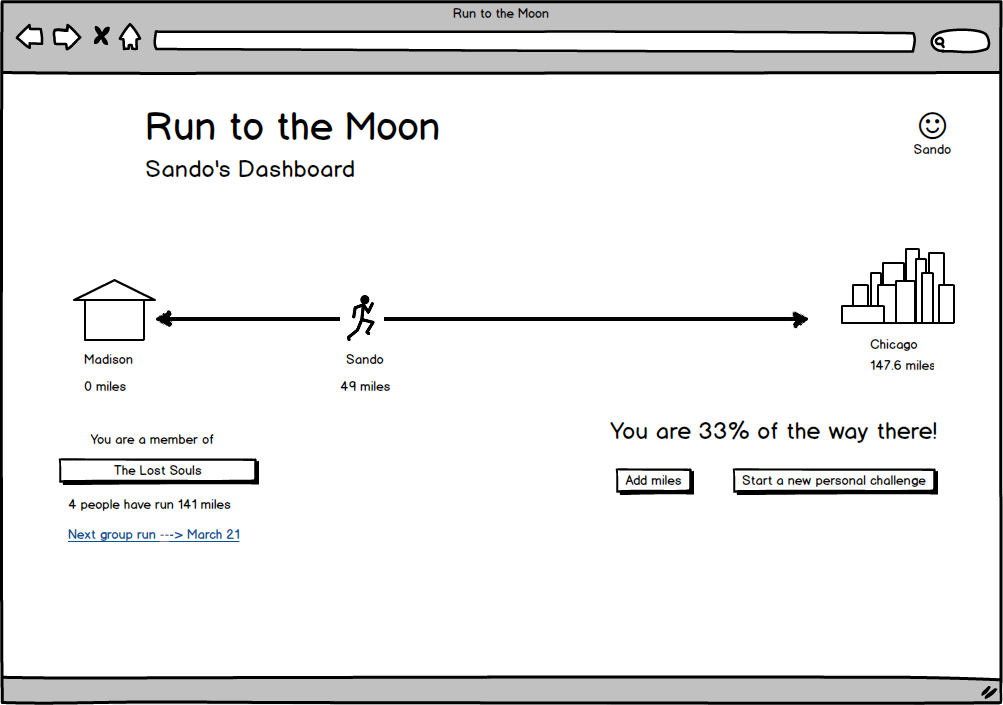 Run to the Moon
Run to the Moon
Sando's Dashboard
Sando
Madison
0 miles
Sando
49 miles
Chicago
147.6 miles
You are a member of
The Lost Souls
4 people have run 141 miles
Next group run ---> March 21
You are 33% of the way there!
Add miles
Start a new personal challenge